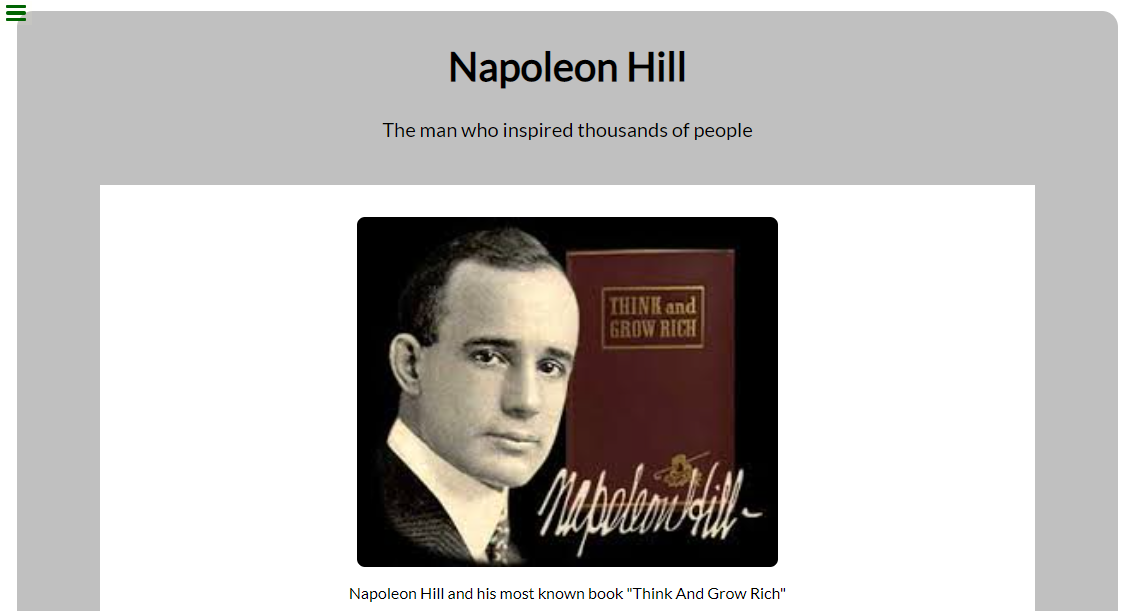 Napoleon Hill
The man who inspired thousands of people
THINK and
GROW RICH
Napoleon Hill
Napoleon Hill and his most known book "Think And Grow Rich"